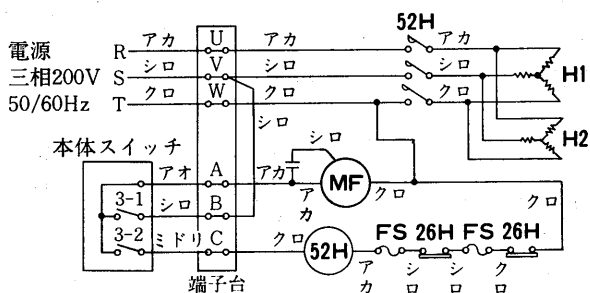 52H
電源 R アカ U アカ アカ
三相200V S シロ V シロ シロ H1
50/60Hz T クロ W クロ クロ
シロ H2
本体スイッチ シロ
アオ A アカ MF クロ
3-1 シロ B アカ クロ
FS 26H FS 26H
3-2 ミドリ C クロ 52H
端子台 アカ シロ シロ クロ